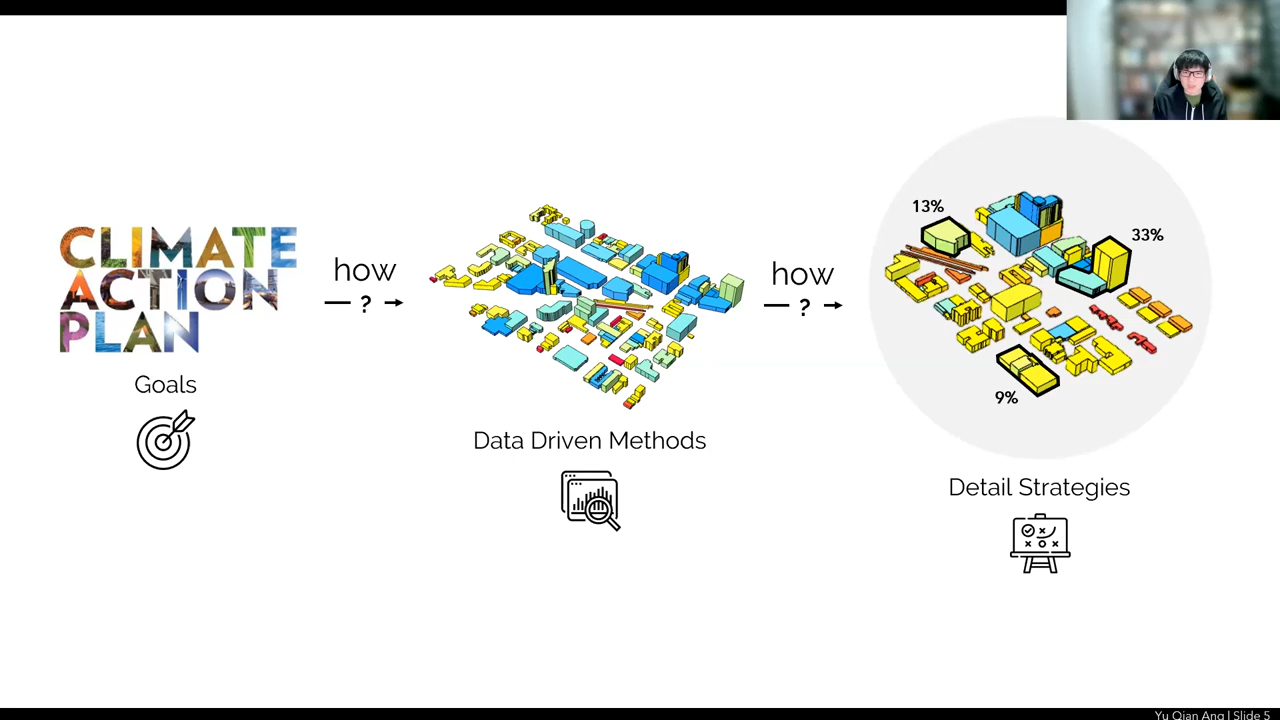 CLIMATE
ACTION
PLAN
Goals
how
?
Data Driven Methods
how
?
13%
33%
9%
Detail Strategies
Yu Qian Ang | Slide 5